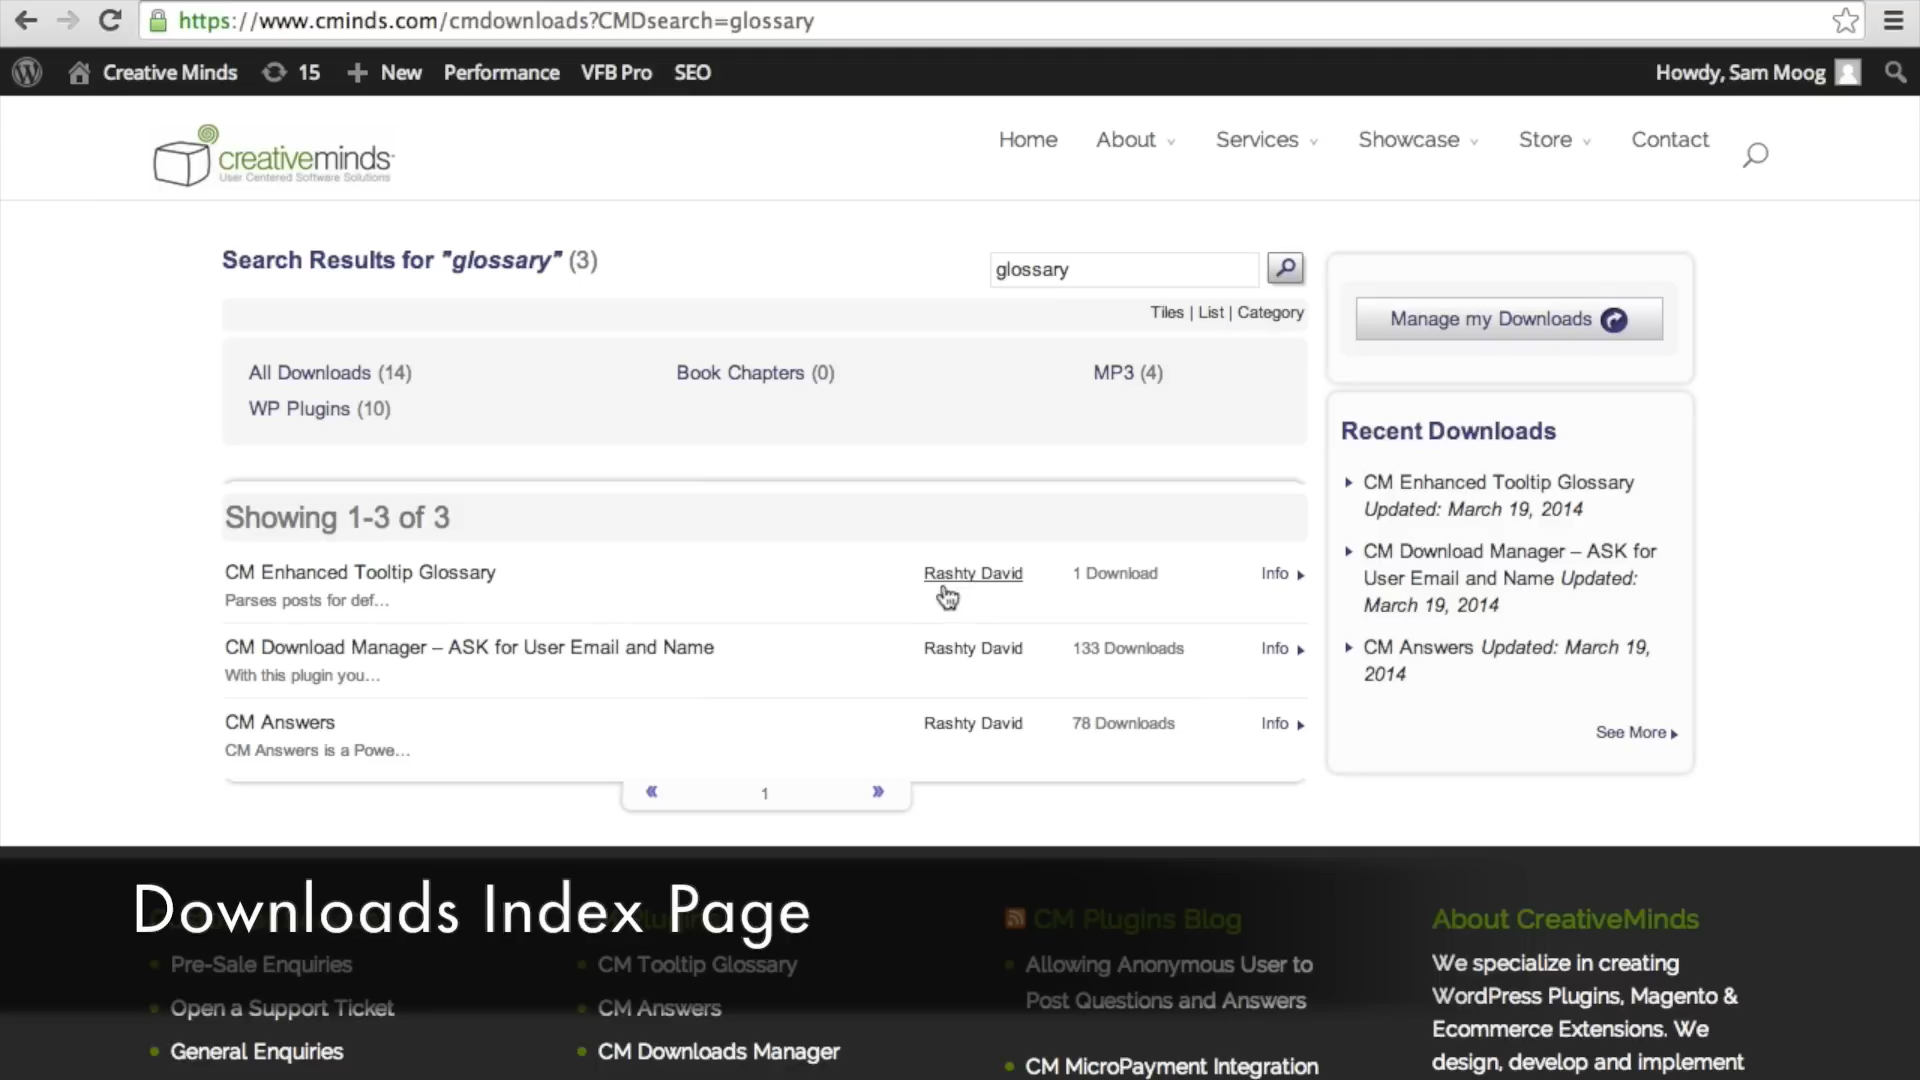 https://www.cminds.com/cmdownloads?CMDsearch=glossary
Creative Minds 15 New Performance VFB Pro SEO Howdy, Sam Moog
creativeminds
User Centered Software Solutions
Home About Services Showcase Store Contact
Search Results for "glossary" (3)
glossary
Tiles | List | Category
All Downloads (14) Book Chapters (0) MP3 (4)
WP Plugins (10)
Showing 1-3 of 3
CM Enhanced Tooltip Glossary Rashty David 1 Download Info
Parses posts for def...
CM Download Manager – ASK for User Email and Name Rashty David 133 Downloads Info
With this plugin you...
CM Answers Rashty David 78 Downloads Info
CM Answers is a Powe...
« 1 »
Manage my Downloads
Recent Downloads
CM Enhanced Tooltip Glossary
Updated: March 19, 2014
CM Download Manager – ASK for
User Email and Name Updated:
March 19, 2014
CM Answers Updated: March 19,
2014
See More
Downloads Index Page
Pre-Sale Enquiries
Open a Support Ticket
General Enquiries
CM Tooltip Glossary
CM Answers
CM Downloads Manager
CM Plugins Blog
Allowing Anonymous User to
Post Questions and Answers
CM MicroPayment Integration
About CreativeMinds
We specialize in creating
WordPress Plugins, Magento &
Ecommerce Extensions. We
design, develop and implement